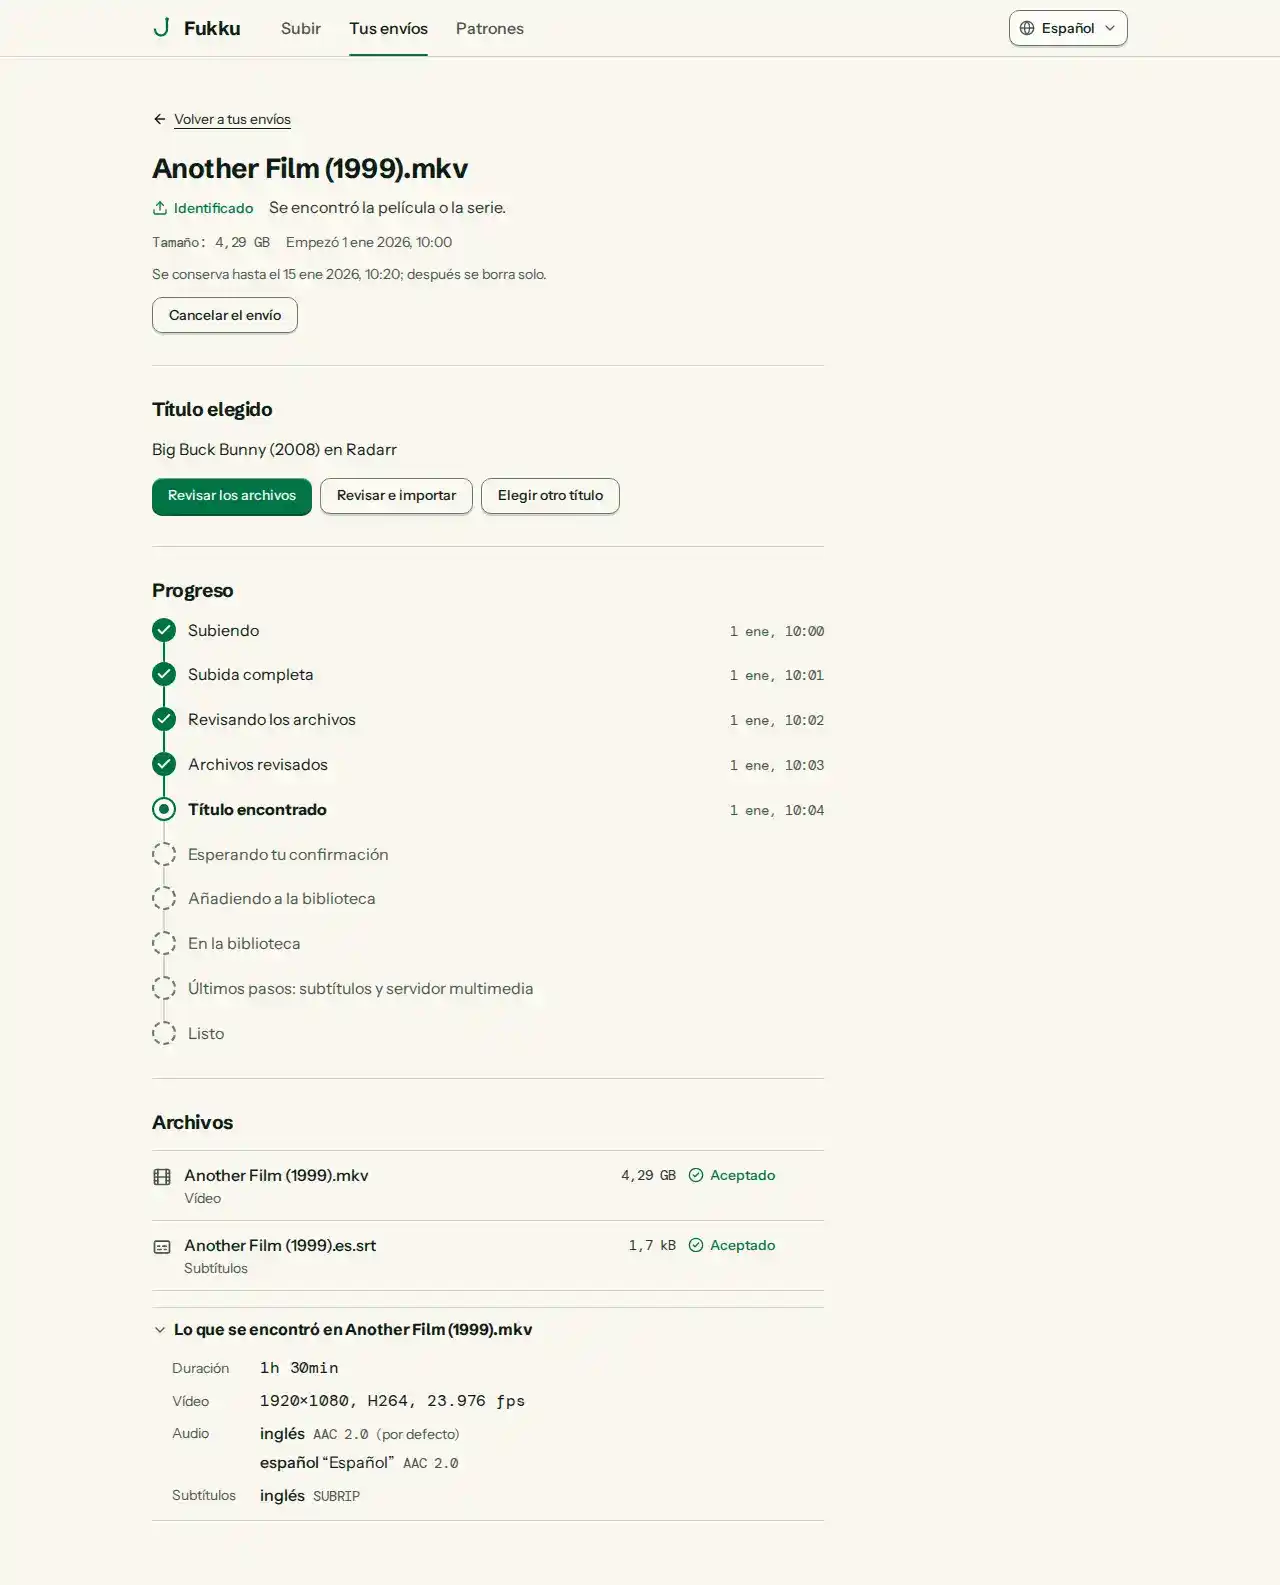 Fukku
Subir
Tus envíos
Patrones
Español
Volver a tus envíos
Another Film (1999).mkv
Identificado Se encontró la película o la serie.
Tamaño: 4,29 GB Empezó 1 ene 2026, 10:00
Se conserva hasta el 15 ene 2026, 10:20; después se borra solo.
Cancelar el envío
Título elegido
Big Buck Bunny (2008) en Radarr
Revisar los archivos
Revisar e importar
Elegir otro título
Progreso
Subiendo 1 ene, 10:00
Subida completa 1 ene, 10:01
Revisando los archivos 1 ene, 10:02
Archivos revisados 1 ene, 10:03
Título encontrado 1 ene, 10:04
Esperando tu confirmación
Añadiendo a la biblioteca
En la biblioteca
Últimos pasos: subtítulos y servidor multimedia
Listo
Archivos
Another Film (1999).mkv 4,29 GB Aceptado
Vídeo
Another Film (1999).es.srt 1,7 kB Aceptado
Subtítulos
Lo que se encontró en Another Film (1999).mkv
Duración 1h 30min
Vídeo 1920×1080, H264, 23.976 fps
Audio inglés AAC 2.0 (por defecto)
español “Español” AAC 2.0
Subtítulos inglés SUBRIP